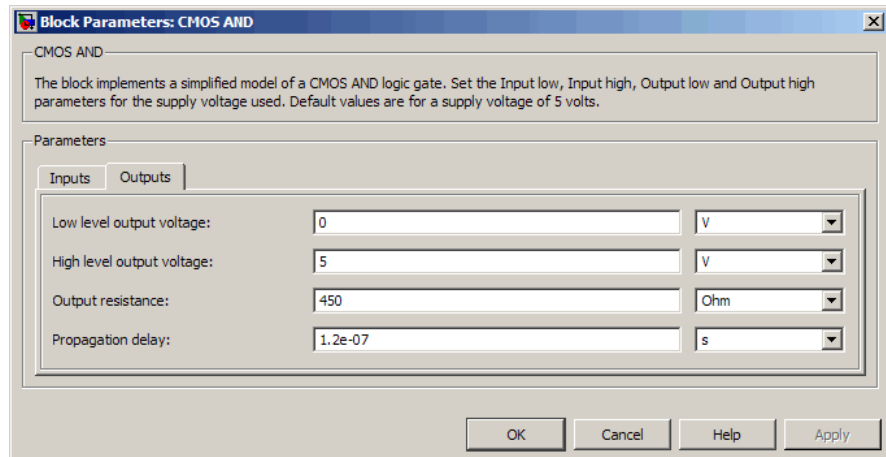 Block Parameters: CMOS AND
CMOS AND
The block implements a simplified model of a CMOS AND logic gate. Set the Input low, Input high, Output low and Output high
parameters for the supply voltage used. Default values are for a supply voltage of 5 volts.
Parameters
Inputs Outputs
Low level output voltage: 0 V
High level output voltage: 5 V
Output resistance: 450 Ohm
Propagation delay: 1.2e-07 s
OK Cancel Help Apply